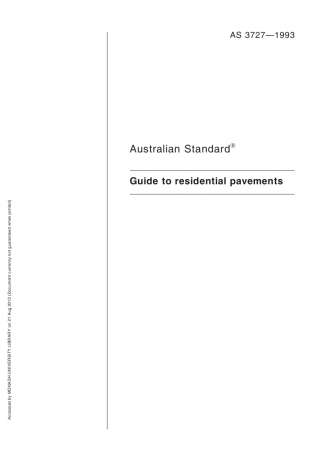 AS 3727—1993
Australian Standard®
Guide to residential pavements
Accessed by MONASH UNIVERSITY LIBRARY on 21 Aug 2013 (Document currency not guaranteed when printed)